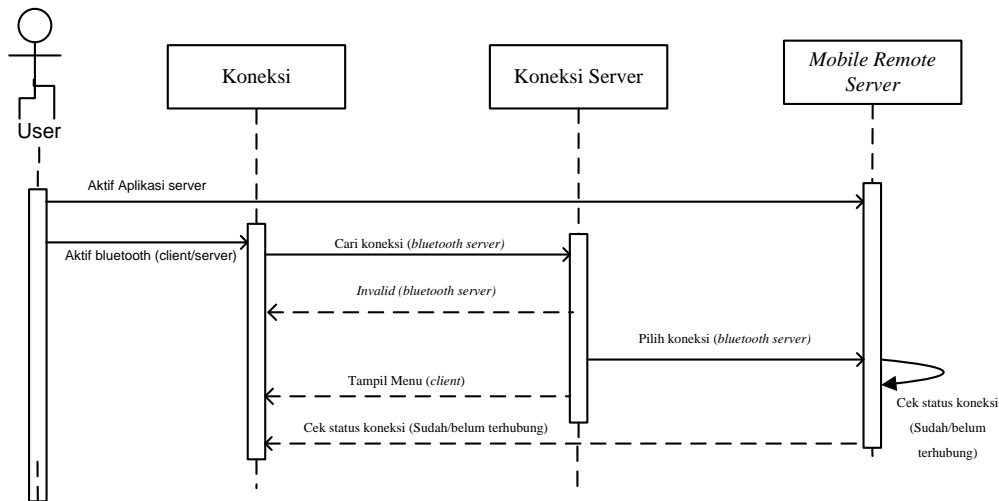 Koneksi
Koneksi Server
Mobile Remote
Server
User
Aktif Aplikasi server
Aktif bluetooth (client/server)
Cari koneksi (bluetooth server)
Invalid (bluetooth server)
Pilih koneksi (bluetooth server)
Tampil Menu (client)
Cek status koneksi
(Sudah/belum
terhubung)
Cek status koneksi (Sudah/belum terhubung)